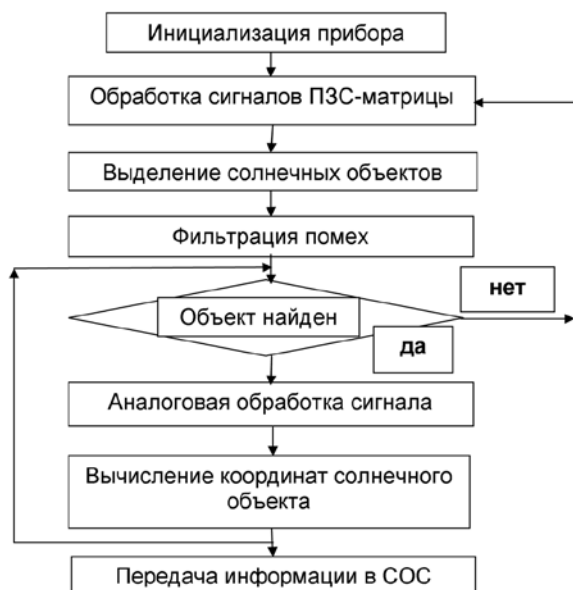 Инициализация прибора
Обработка сигналов ПЗС-матрицы
Выделение солнечных объектов
Фильтрация помех
нет
Объект найден
да
Аналоговая обработка сигнала
Вычисление координат солнечного
объекта
Передача информации в СОС